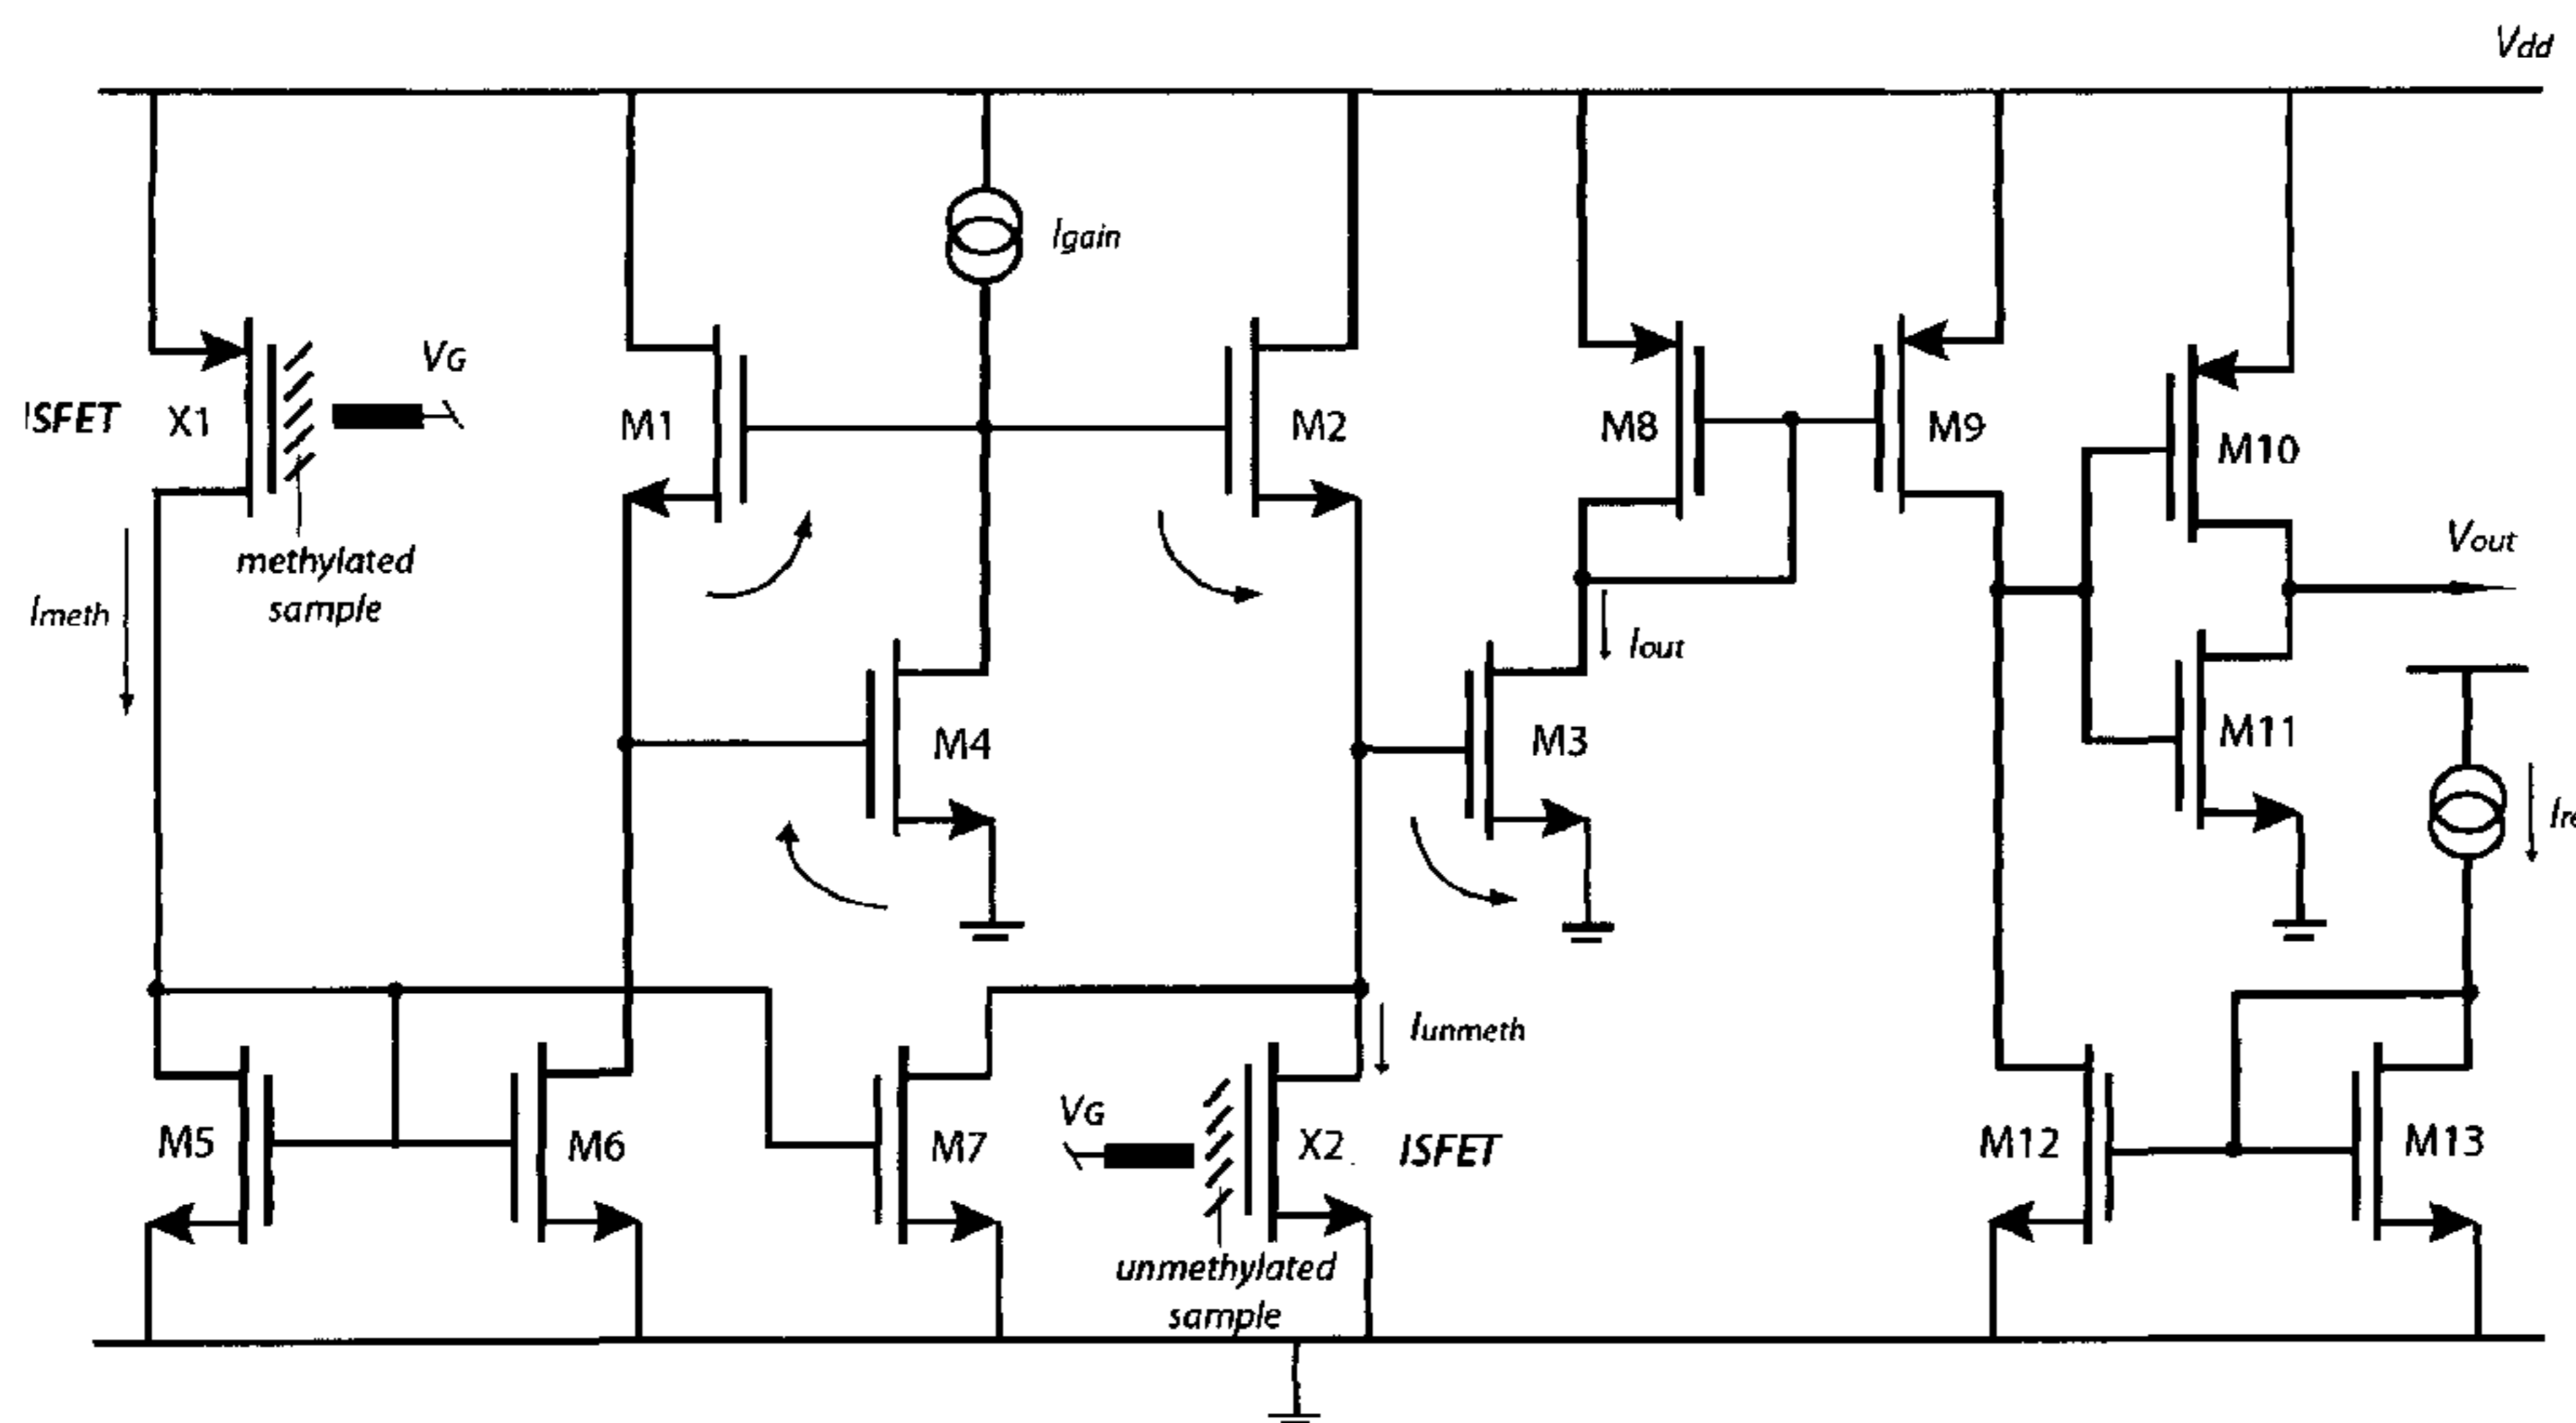 Vdd
Igain
VG
ISFET
X1
M1
M2
M8
M9
M10
methylated
sample
Imeth
Vout
Iout
M4
M3
M11
Iunmeth
VG
M5
M6
M7
X2
ISFET
M12
M13
unmethylated
sample